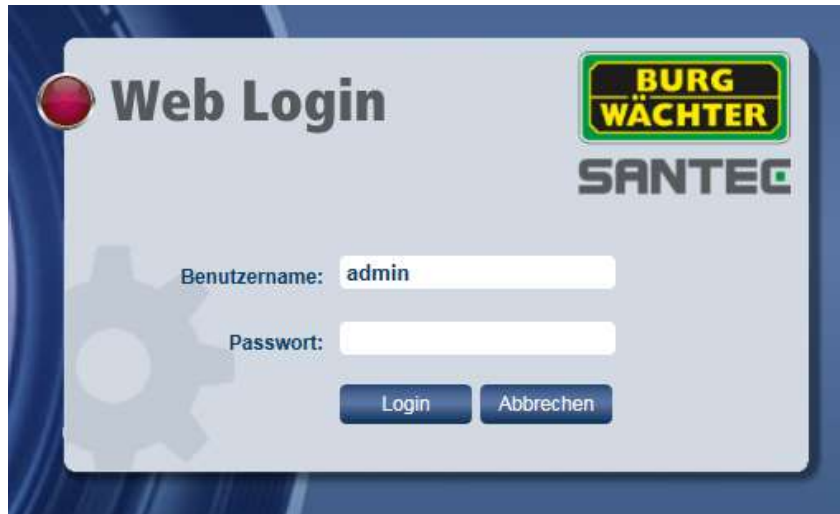 Web Login
BURG
WÄCHTER
SANTEC
Benutzername: admin
Passwort:
Login Abbrechen